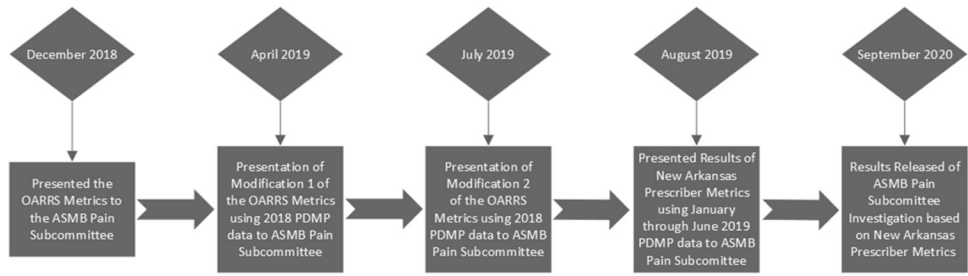 December 2018
April 2019
July 2019
August 2019
September 2020
Presented the
OARRS Metrics to
the ASMB Pain
Subcommittee
Presentation of
Modification 1 of
the OARRS Metrics
using 2018 PDMP
data to ASMB Pain
Subcommittee
Presentation of
Modification 2
of the OARRS
Metrics using 2018
PDMP data to ASMB
Pain Subcommittee
Presented Results of
New Arkansas
Prescriber Metrics
using January
through June 2019
PDMP data to ASMB
Pain Subcomittee
Results Released of
ASMB Pain
Subcomittee
Investigation based
on New Arkansas
Prescriber Metrics